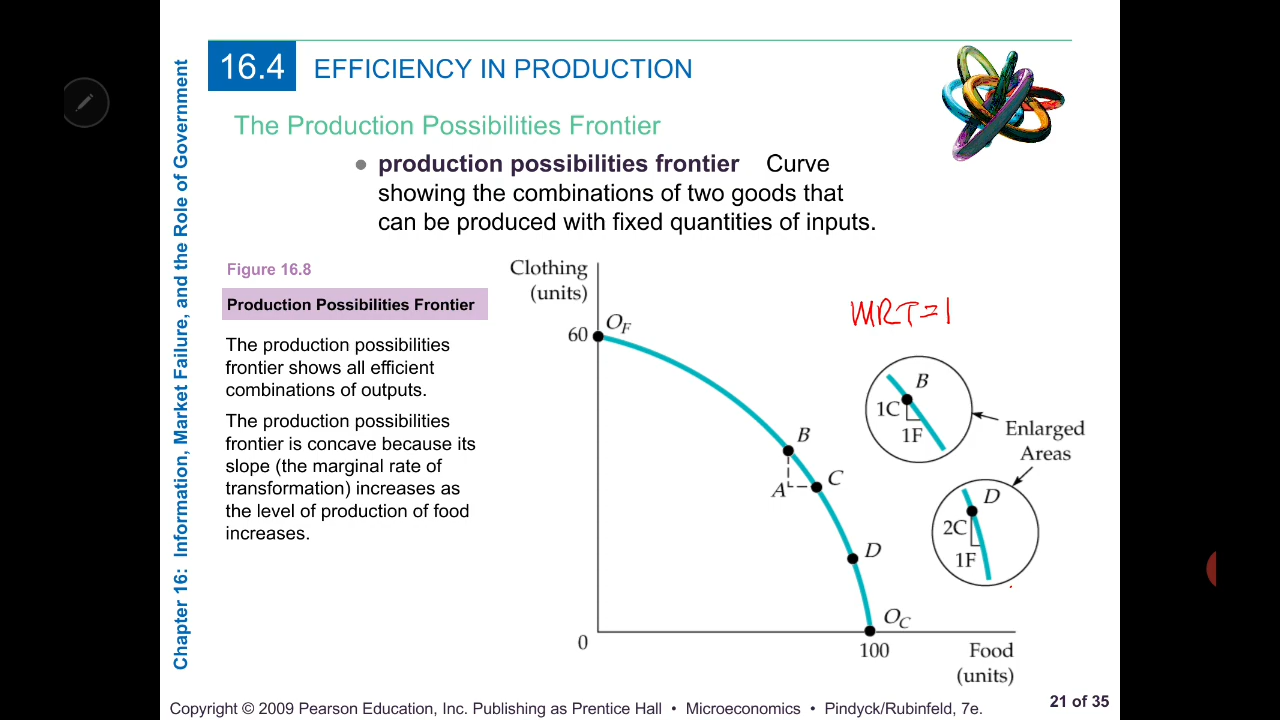 16.4 EFFICIENCY IN PRODUCTION
The Production Possibilities Frontier
● production possibilities frontier Curve
showing the combinations of two goods that
can be produced with fixed quantities of inputs.
Chapter 16: Information, Market Failure, and the Role of Government
Figure 16.8
Production Possibilities Frontier
The production possibilities
frontier shows all efficient
combinations of outputs.
The production possibilities
frontier is concave because its
slope (the marginal rate of
transformation) increases as
the level of production of food
increases.
Clothing
(units)
60
O_F
MRT=1
B
1C
1F
Enlarged
Areas
B
A
C
D
2C
1F
D
O_C
0
100
Food
(units)
21 of 35
Copyright © 2009 Pearson Education, Inc. Publishing as Prentice Hall • Microeconomics • Pindyck/Rubinfeld, 7e.